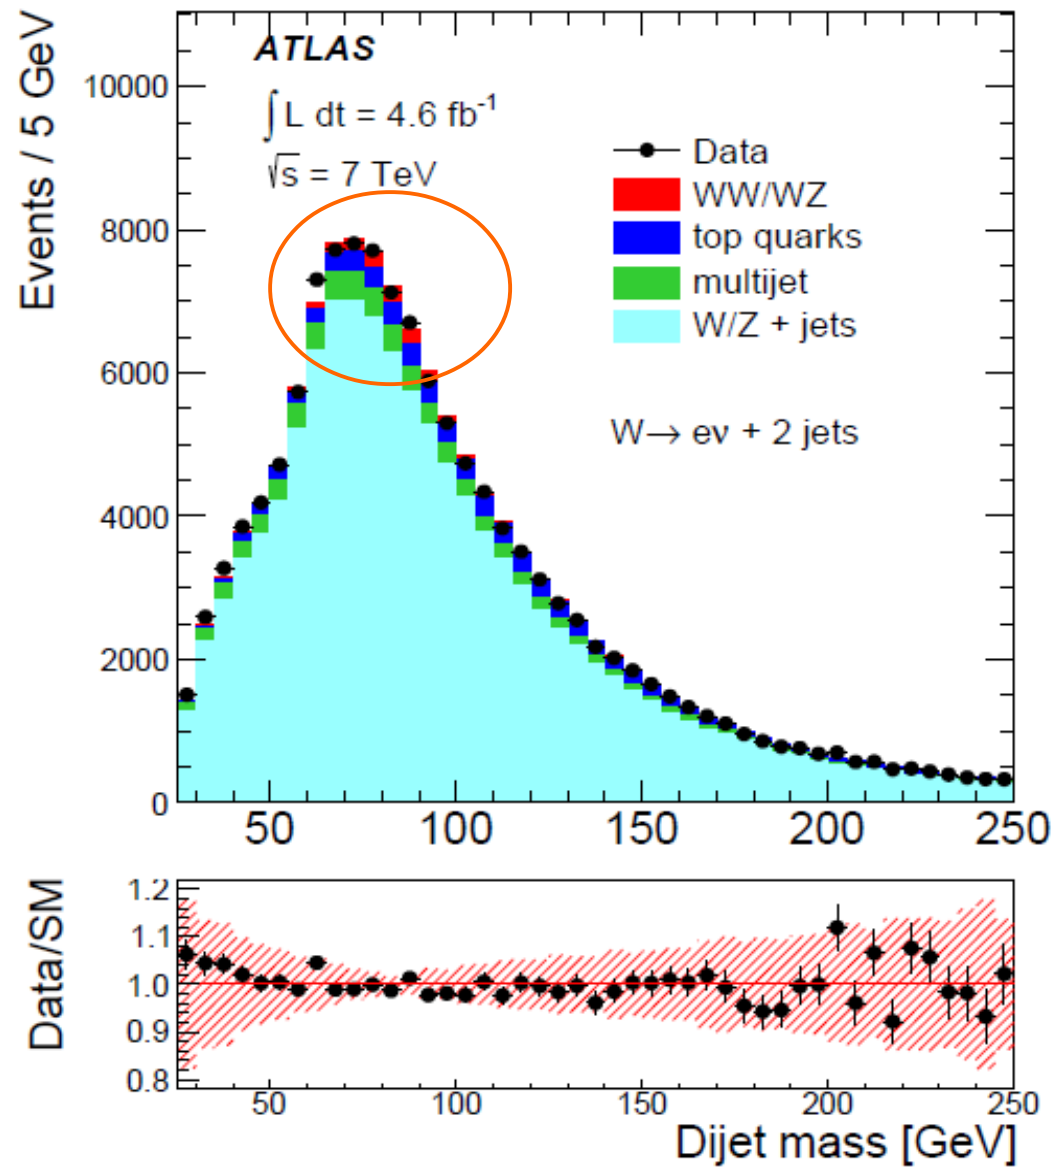 Events / 5 GeV
ATLAS
∫ L dt = 4.6 fb⁻¹
√s = 7 TeV
Data
WW/WZ
top quarks
multijet
W/Z + jets
W→ eν + 2 jets
10000
8000
6000
4000
2000
0
50 100 150 200 250
Data/SM
1.2
1.1
1.0
0.9
0.8
50 100 150 200 250
Dijet mass [GeV]